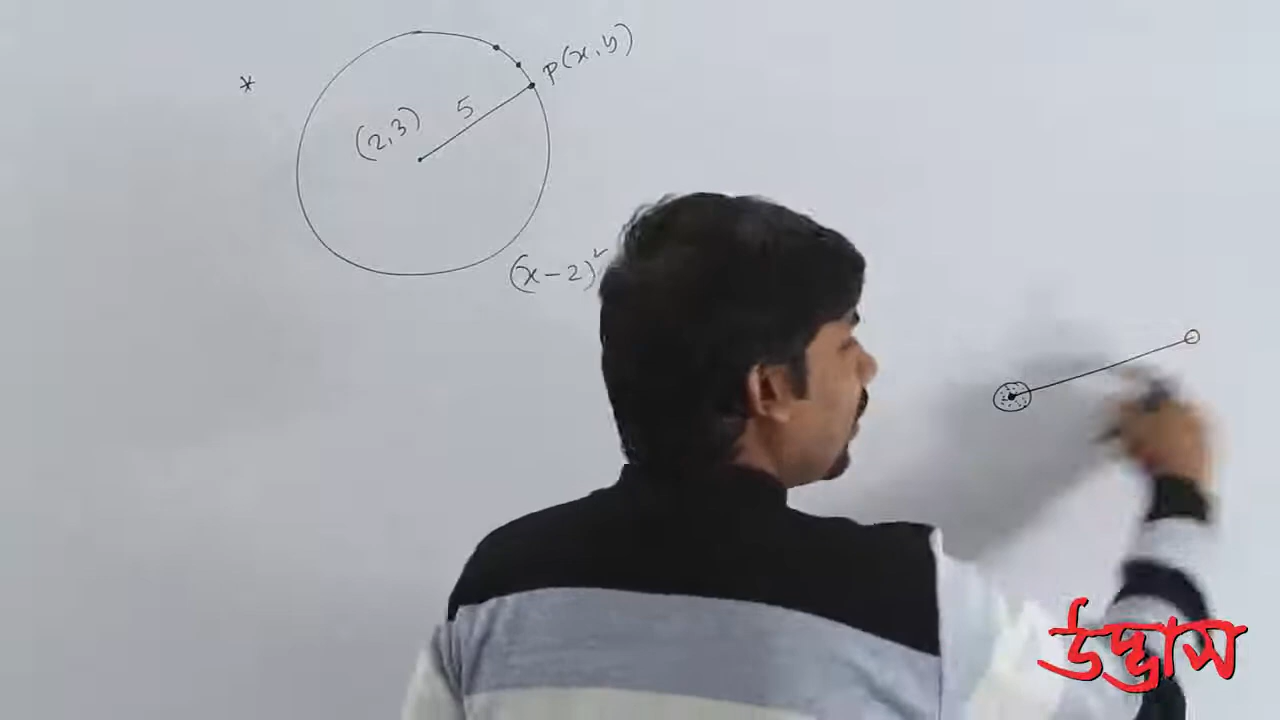 *
P(x,y)
5
(2,3)
(x-2)²
উদ্ভাস